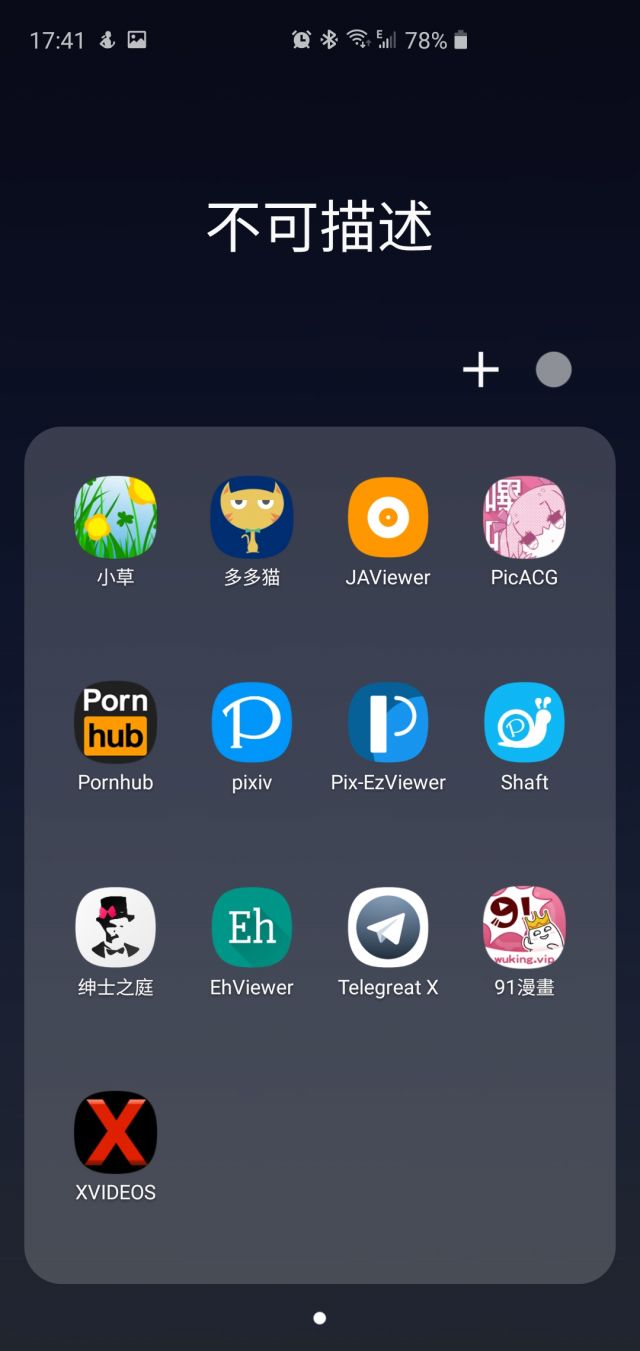 17:41
E
78%
不可描述
小草
多多猫
JAViewer
PicACG
Porn
hub
Pornhub
pixiv
Pix-EzViewer
Shaft
Eh
91
wuking.vip
绅士之庭
EhViewer
Telegreat X
91漫畫
X
XVIDEOS